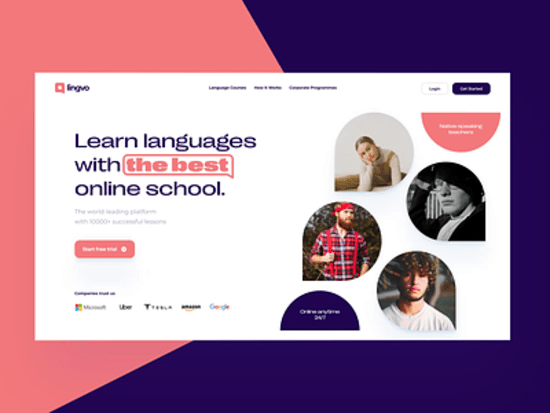 lingvo
Language Courses
How It Works
Corporate Programmes
Login
Get Started
Learn languages
with the best
online school.
The world leading platform
with 10000+ successful lessons
Start free trial
Companies trust us
Microsoft
Uber
TESLA
amazon
Google
Native-speaking
teachers
Online anytime
24/7